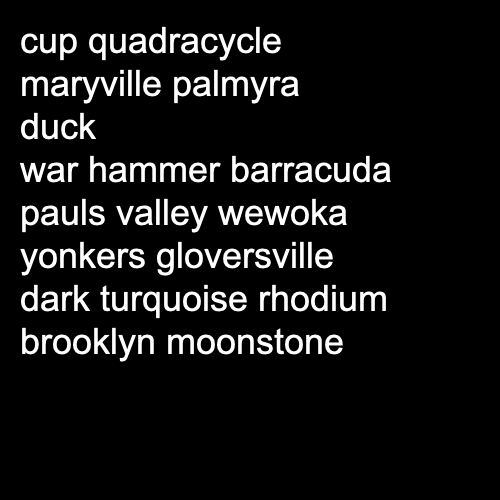 cup quadracycle
maryville palmyra
duck
war hammer barracuda
pauls valley wewoka
yonkers gloversville
dark turquoise rhodium
brooklyn moonstone